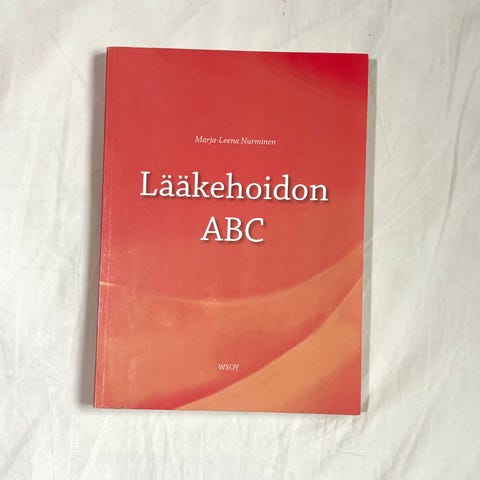 Marja-Leena Nurminen
Lääkehoidon
ABC
WSOY